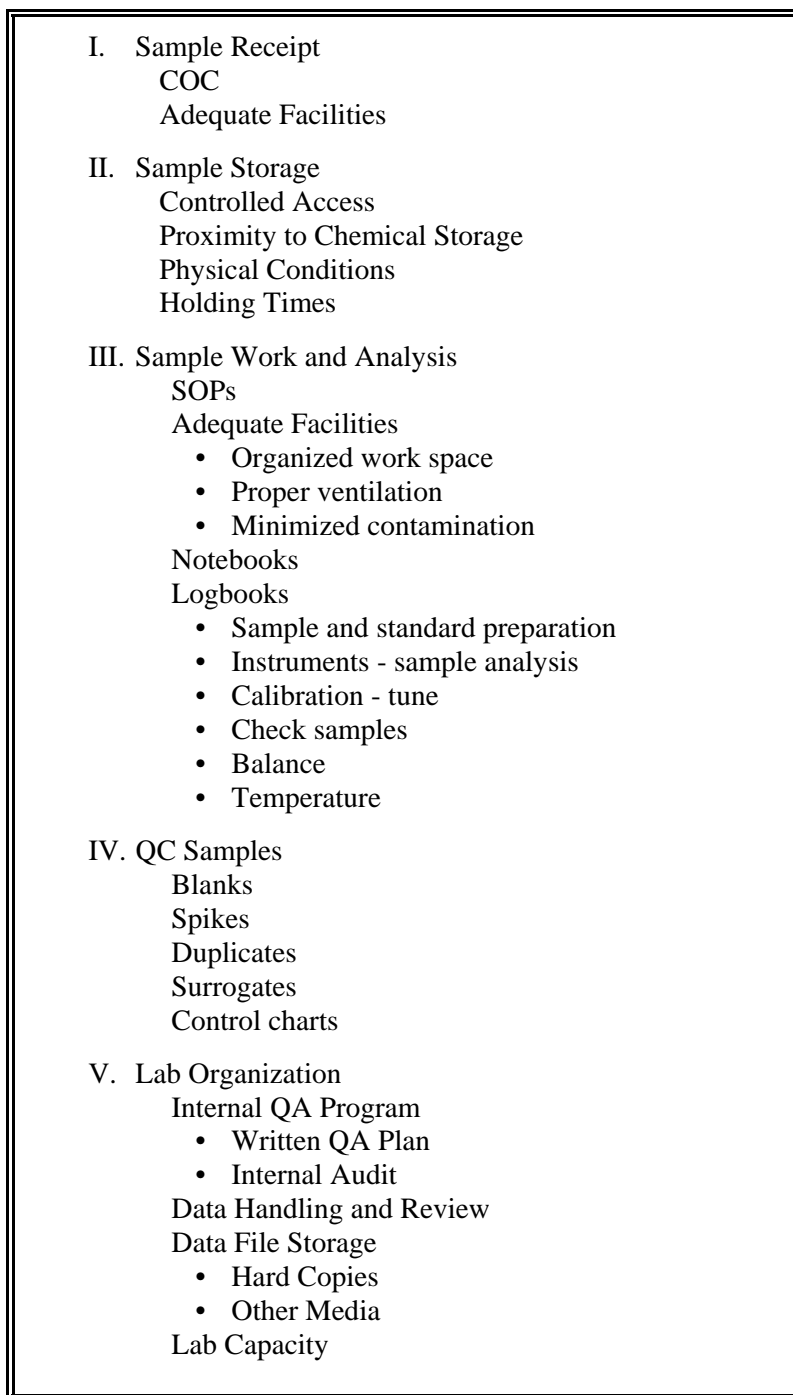 I. Sample Receipt
COC
Adequate Facilities
II. Sample Storage
Controlled Access
Proximity to Chemical Storage
Physical Conditions
Holding Times
III. Sample Work and Analysis
SOPs
Adequate Facilities
• Organized work space
• Proper ventilation
• Minimized contamination
Notebooks
Logbooks
• Sample and standard preparation
• Instruments - sample analysis
• Calibration - tune
• Check samples
• Balance
• Temperature
IV. QC Samples
Blanks
Spikes
Duplicates
Surrogates
Control charts
V. Lab Organization
Internal QA Program
• Written QA Plan
• Internal Audit
Data Handling and Review
Data File Storage
• Hard Copies
• Other Media
Lab Capacity